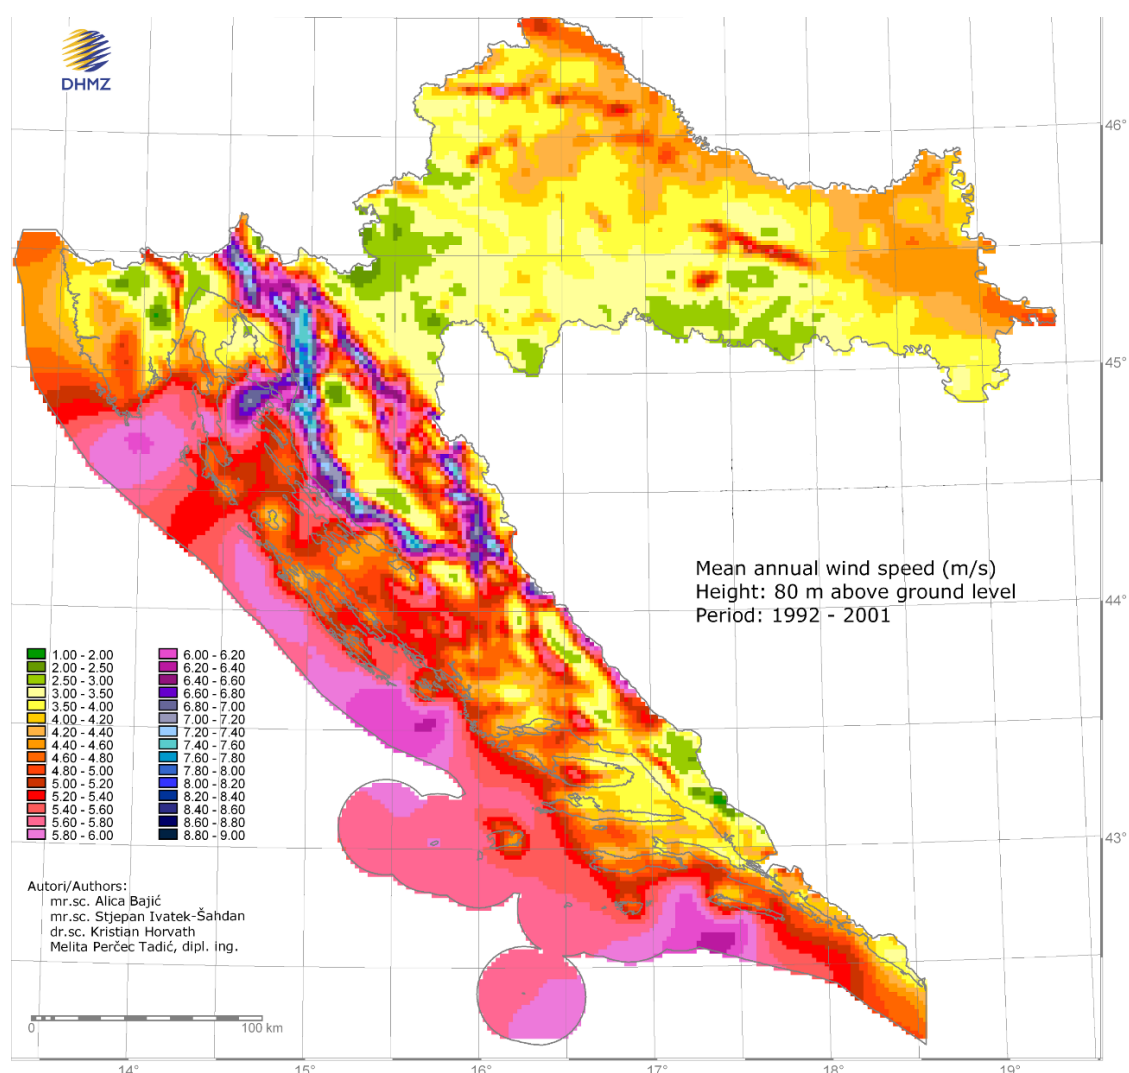 DHMZ
46°
45°
Mean annual wind speed (m/s)
Height: 80 m above ground level
Period: 1992 - 2001
44°
1.00 - 2.00
2.00 - 2.50
2.50 - 3.00
3.00 - 3.50
3.50 - 4.00
4.00 - 4.20
4.20 - 4.40
4.40 - 4.60
4.60 - 4.80
4.80 - 5.00
5.00 - 5.20
5.20 - 5.40
5.40 - 5.60
5.60 - 5.80
5.80 - 6.00
6.00 - 6.20
6.20 - 6.40
6.40 - 6.60
6.60 - 6.80
6.80 - 7.00
7.00 - 7.20
7.20 - 7.40
7.40 - 7.60
7.60 - 7.80
7.80 - 8.00
8.00 - 8.20
8.20 - 8.40
8.40 - 8.60
8.60 - 8.80
8.80 - 9.00
43°
Autori/Authors:
mr.sc. Alica Bajić
mr.sc. Stjepan Ivatek-Šahdan
dr.sc. Kristian Horvath
Melita Perčec Tadić, dipl. ing.
0 100 km
14° 15° 16° 17° 18° 19°